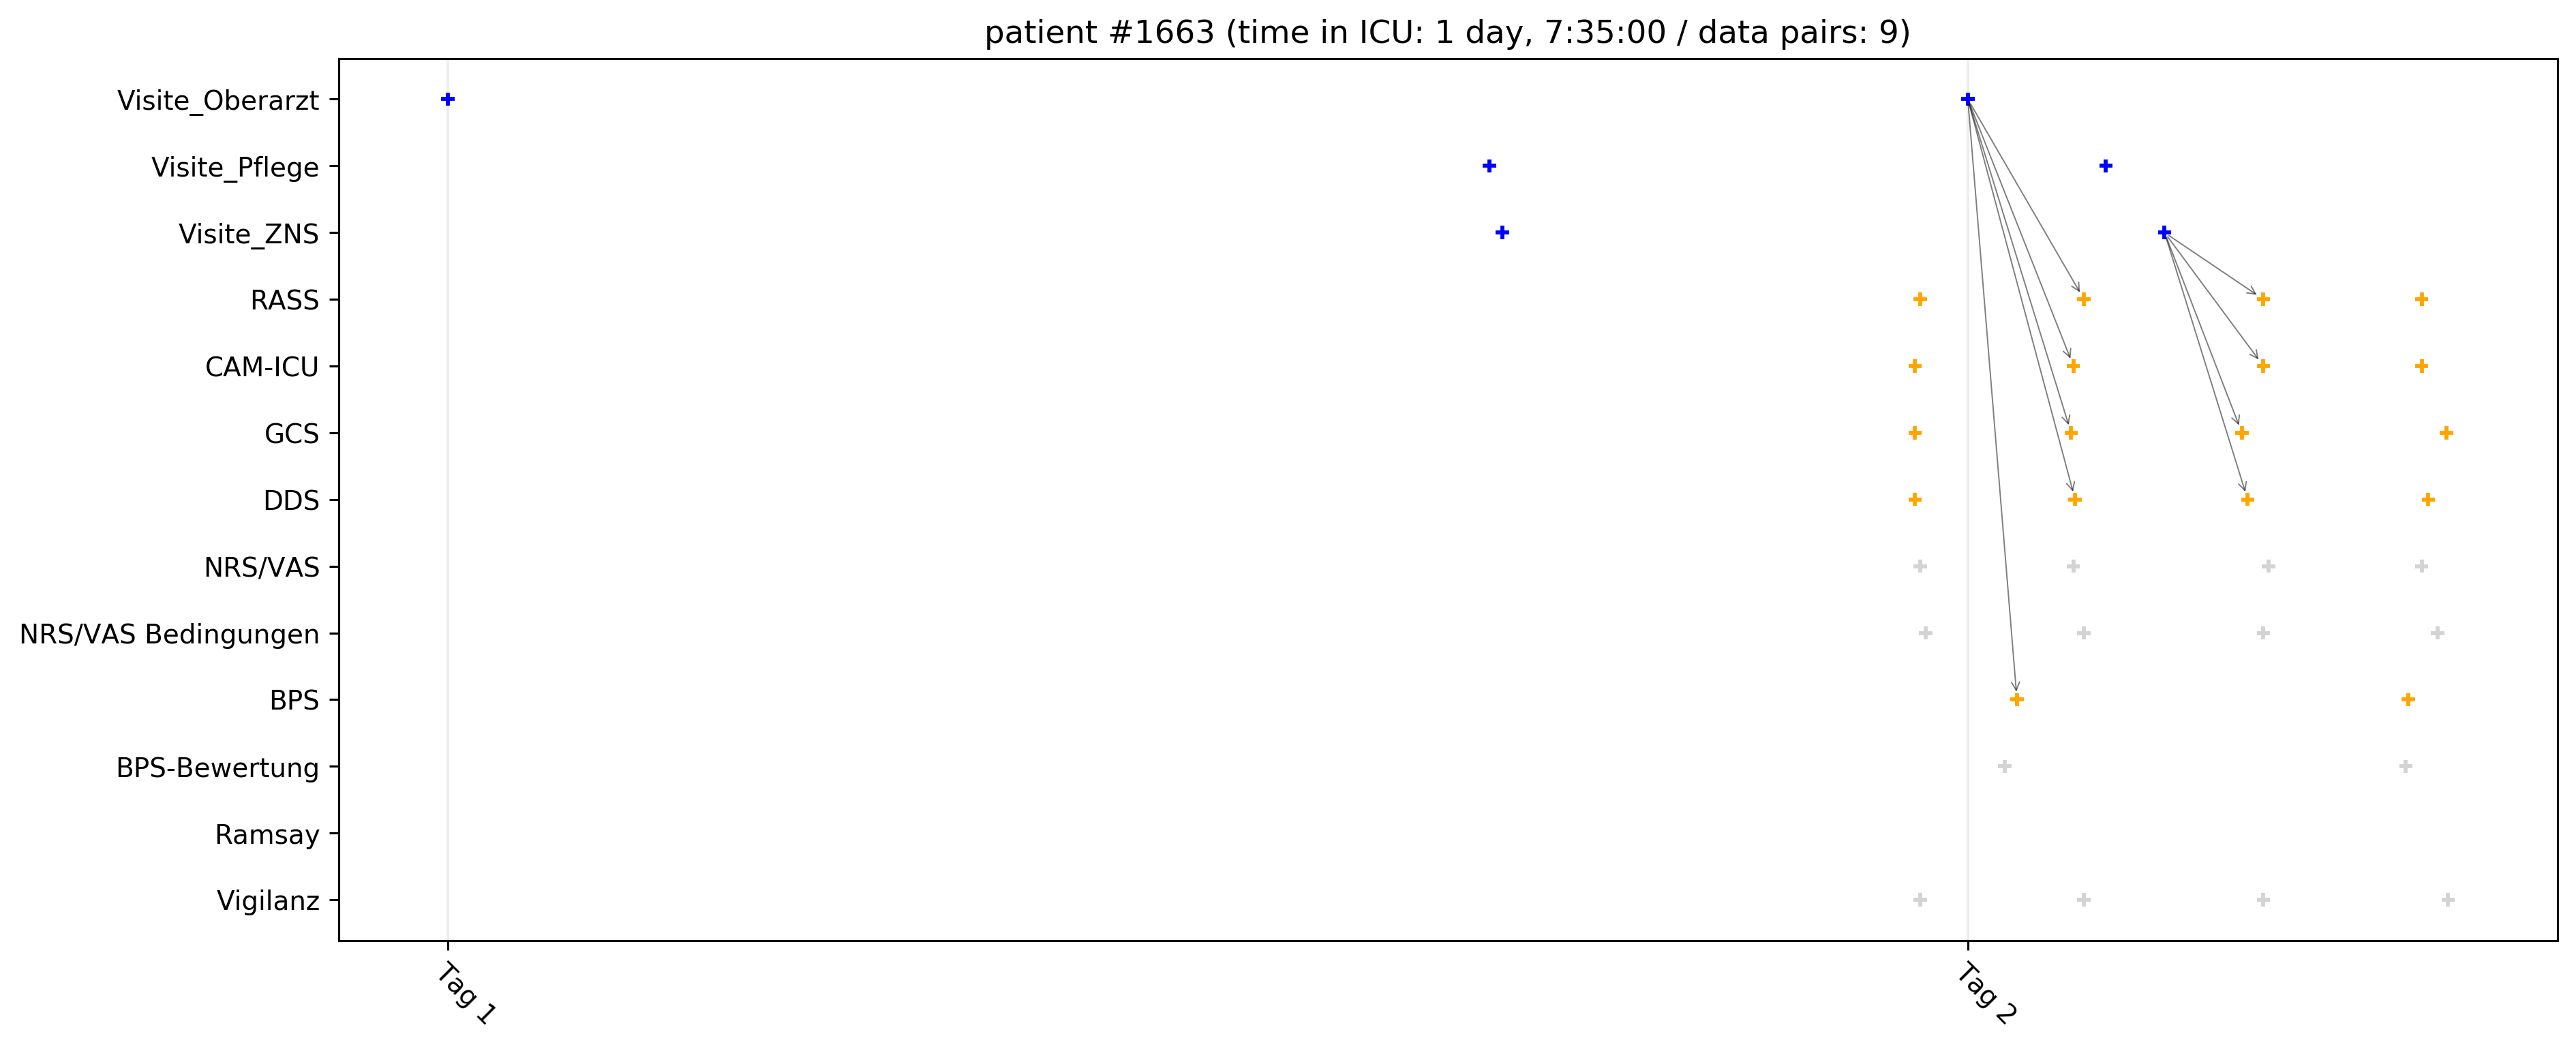 patient #1663 (time in ICU: 1 day, 7:35:00 / data pairs: 9)
Visite_Oberarzt
Visite_Pflege
Visite_ZNS
RASS
CAM-ICU
GCS
DDS
NRS/VAS
NRS/VAS Bedingungen
BPS
BPS-Bewertung
Ramsay
Vigilanz
Tag 1
Tag 2